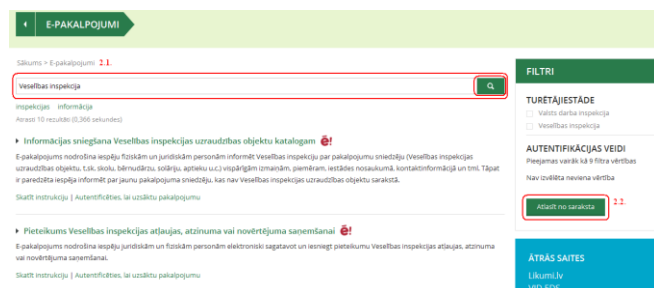 E-PAKALPOJUMI
Sākums > E-pakalpojumi 2.1.
Veselības inspekcija
inspekcijas informācija
Atrasti 10 rezultāti (0,366 sekundes)
Informācijas sniegšana Veselības inspekcijas uzraudzības objektu katalogam ē!
E-pakalpojums nodrošina iespēju fiziskām un juridiskām personām informēt Veselības inspekciju par pakalpojumu sniedzēju (Veselības inspekcijas
uzraudzības objektu, t.sk. skolu, bērnudārzu, solāriju, aptieku u.c.) vispārīgām izmaiņām, piemēram, iestādes nosaukumā, kontaktinformācijā un tml. Tāpat
ir paredzēta iespēja informēt par jaunu pakalpojuma sniedzēju, kas nav Veselības inspekcijas uzraudzības objektu sarakstā.
Skatīt instrukciju | Autentificēties, lai uzsāktu pakalpojumu
Pieteikums Veselības inspekcijas atļaujas, atzinuma vai novērtējuma saņemšanai ē!
E-pakalpojums nodrošina iespēju juridiskām un fiziskām personām elektroniski sagatavot un iesniegt pieteikumu Veselības inspekcijas atļaujas, atzinuma
vai novērtējuma saņemšanai.
Skatīt instrukciju | Autentificēties, lai uzsāktu pakalpojumu
FILTRI
TURĒTĀJIESTĀDE
Valsts darba inspekcija
Veselības inspekcija
AUTENTIFIKĀCIJAS VEIDI
Pieejamas vairāk kā 9 filtra vērtības
Nav izvēlēta neviena vērtība
Atlasīt no saraksta 2.2.
ĀTRĀS SAITES
Likumi.lv
VID EDS